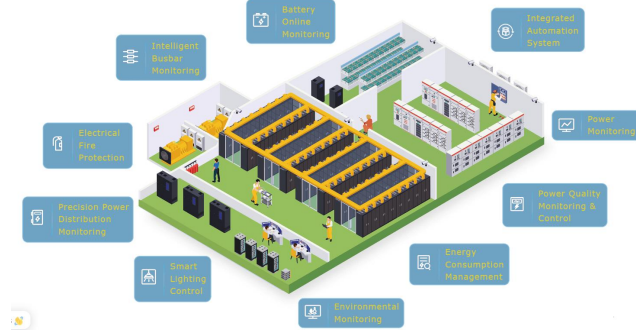 Battery
Online
Monitoring
Integrated
Automation
System
Intelligent
Busbar
Monitoring
Power
Monitoring
Electrical
Fire
Protection
Power Quality
Monitoring &
Control
Precision Power
Distribution
Monitoring
Energy
Consumption
Management
Smart
Lighting
Control
Environmental
Monitoring